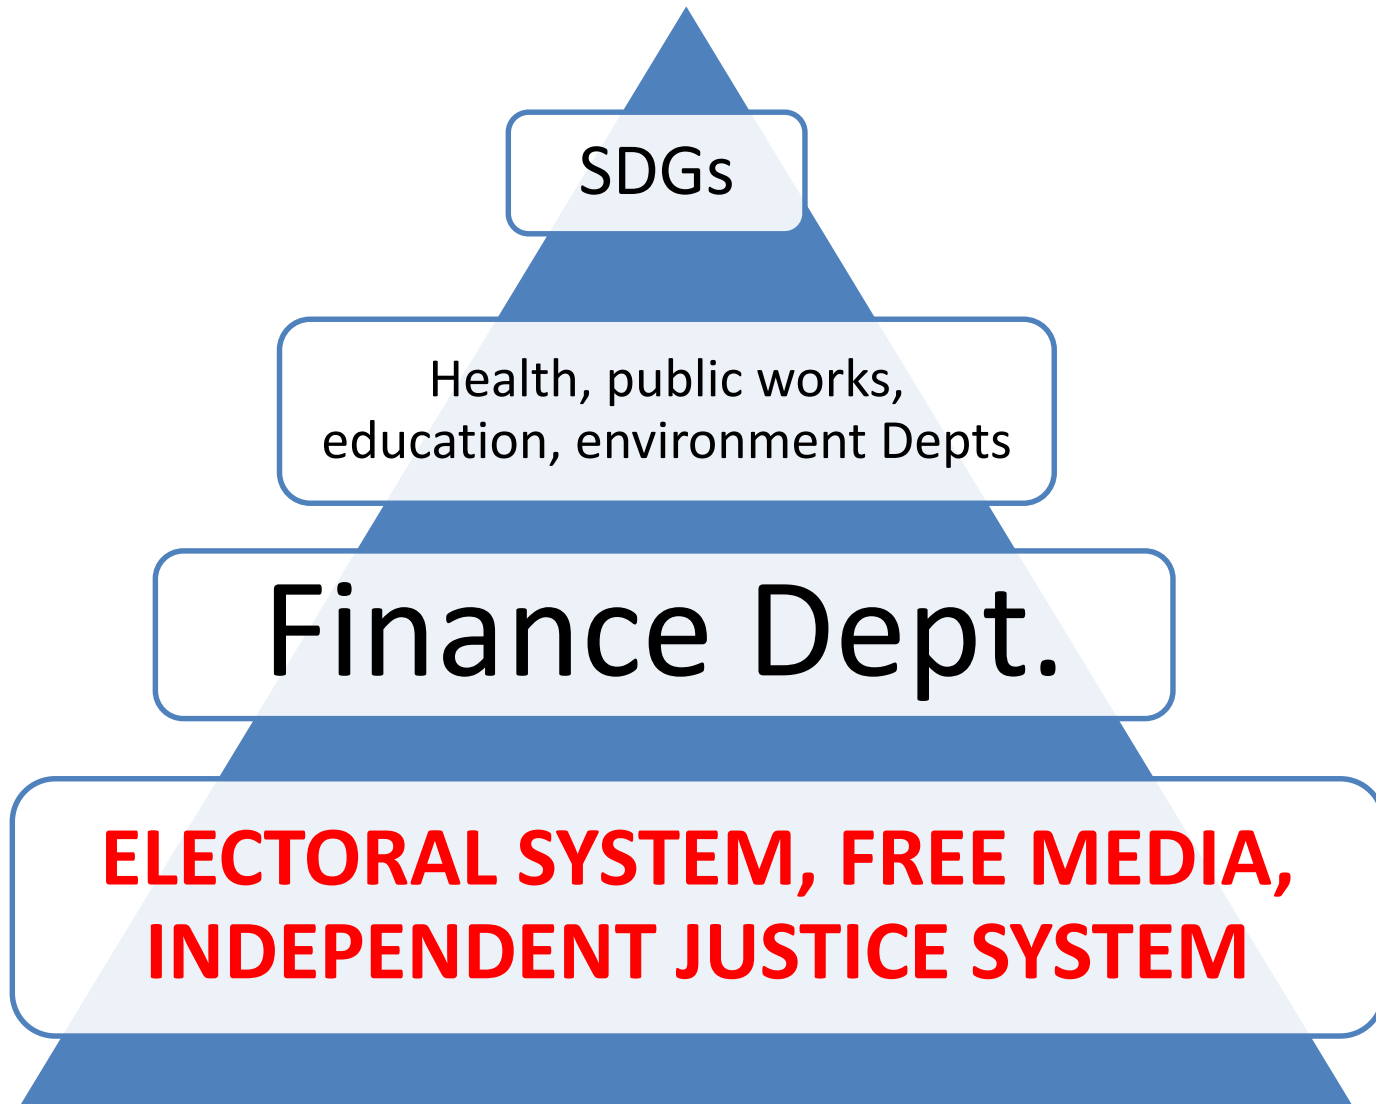 SDGs
Health, public works,
education, environment Depts
Finance Dept.
ELECTORAL SYSTEM, FREE MEDIA,
INDEPENDENT JUSTICE SYSTEM